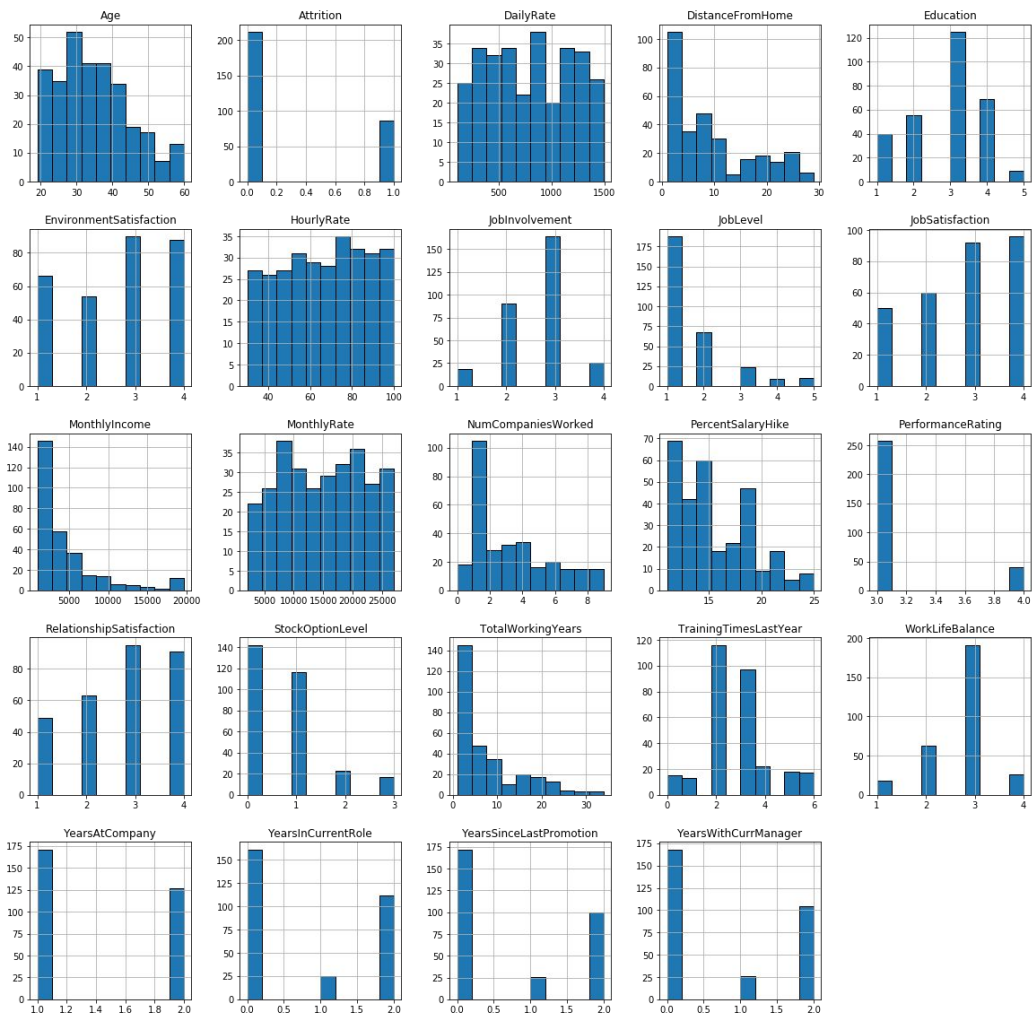 Age Attrition DailyRate DistanceFromHome Education
50 40 30 20 10 0
20 30 40 50 60
200 150 100 50 0
0.0 0.2 0.4 0.6 0.8 1.0
35 30 25 20 15 10 5 0
500 1000 1500
100 80 60 40 20 0
0 10 20 30
125 100 75 50 25 0
1 2 3 4 5
EnvironmentSatisfaction HourlyRate JobInvolvement JobLevel JobSatisfaction
80 60 40 20 0
1 2 3 4
35 30 25 20 15 10 5 0
40 60 80 100
150 125 100 75 50 25 0
1 2 3 4
175 150 125 100 75 50 25 0
1 2 3 4 5
100 80 60 40 20 0
1 2 3 4
MonthlyIncome MonthlyRate NumCompaniesWorked PercentSalaryHike PerformanceRating
140 120 100 80 60 40 20 0
5000 10000 15000 20000
35 30 25 20 15 10 5 0
5000 10000 15000 20000 25000
100 80 60 40 20 0
0 2 4 6 8
70 60 50 40 30 20 10 0
15 20 25
250 200 150 100 50 0
3.0 3.2 3.4 3.6 3.8 4.0
RelationshipSatisfaction StockOptionLevel TotalWorkingYears TrainingTimesLastYear WorkLifeBalance
80 60 40 20 0
1 2 3 4
140 120 100 80 60 40 20 0
0 1 2 3
140 120 100 80 60 40 20 0
0 10 20 30
120 100 80 60 40 20 0
0 2 4 6
200 150 100 50 0
1 2 3 4
YearsAtCompany YearsInCurrentRole YearsSinceLastPromotion YearsWithCurrManager
175 150 125 100 75 50 25 0
1.0 1.2 1.4 1.6 1.8 2.0
150 125 100 75 50 25 0
0.0 0.5 1.0 1.5 2.0
175 150 125 100 75 50 25 0
0.0 0.5 1.0 1.5 2.0
175 150 125 100 75 50 25 0
0.0 0.5 1.0 1.5 2.0